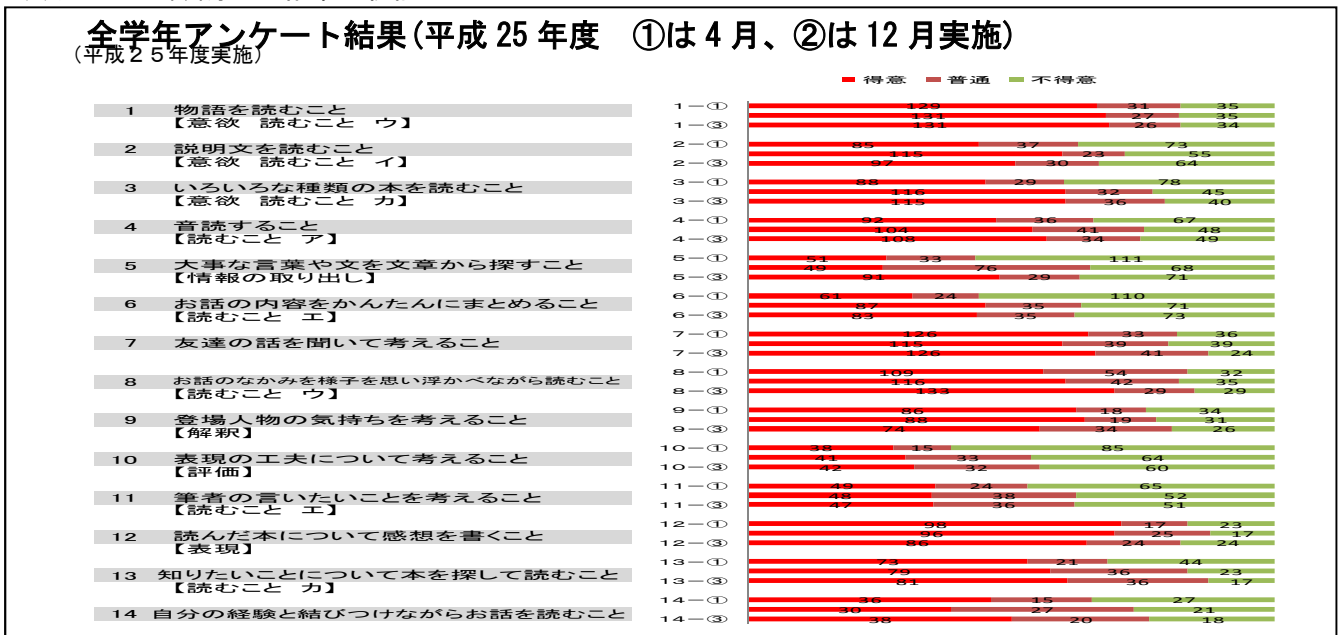 全学年アンケート結果(平成 25 年度　①は 4 月、②は 12 月実施)
(平成２５年度実施)
得意 普通 不得意
1 物語を読むこと
【意欲 読むこと ウ】
2 説明文を読むこと
【意欲 読むこと イ】
3 いろいろな種類の本を読むこと
【意欲 読むこと カ】
4 音読すること
【読むこと ア】
5 大事な言葉や文を文章から探すこと
【情報の取り出し】
6 お話の内容をかんたんにまとめること
【読むこと エ】
7 友達の話を聞いて考えること
8 お話のなかみを様子を思い浮かべながら読むこと
【読むこと ウ】
9 登場人物の気持ちを考えること
【解釈】
10 表現の工夫について考えること
【評価】
11 筆者の言いたいことを考えること
【読むこと エ】
12 読んだ本について感想を書くこと
【表現】
13 知りたいことについて本を探して読むこと
【読むこと カ】
14 自分の経験と結びつけながらお話を読むこと
1－① 129 31 35
131 27 35
1－③ 131 26 34
2－① 85 37 73
115 23 55
2－③ 97 30 64
3－① 88 29 78
116 32 45
3－③ 115 36 40
4－① 92 36 67
104 41 48
4－③ 108 34 49
5－① 51 33 111
49 76 68
5－③ 91 29 71
6－① 61 24 110
87 35 71
6－③ 83 35 73
7－① 126 33 36
115 39 39
7－③ 126 41 24
8－① 109 54 32
116 42 35
8－③ 133 29 29
9－① 86 18 34
88 19 31
9－③ 74 34 26
10－① 38 15 85
41 33 64
10－③ 42 32 60
11－① 49 24 65
48 38 52
11－③ 47 36 51
12－① 98 17 23
96 25 17
12－③ 86 24 24
13－① 73 21 44
79 36 23
13－③ 81 36 17
14－① 36 15 27
30 27 21
14－③ 38 20 18